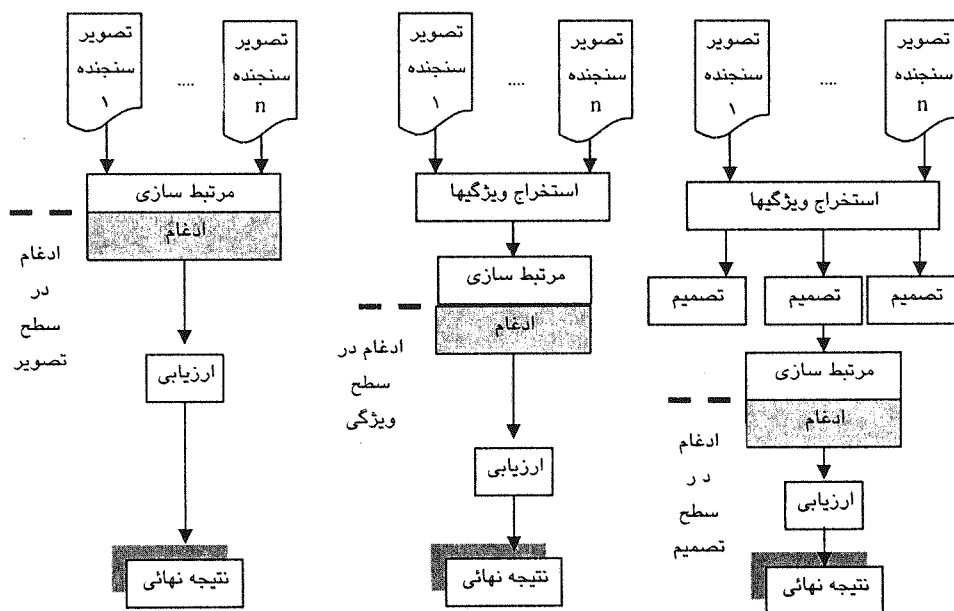 تصویر
سنجنده
۱
....
تصویر
سنجنده
n
مرتبط سازی
ادغام
ادغام
در
سطح
تصویر
ارزیابی
نتیجه نهائی
تصویر
سنجنده
۱
....
تصویر
سنجنده
n
استخراج ویژگیها
مرتبط سازی
ادغام
ادغام در
سطح
ویژگی
ارزیابی
نتیجه نهائی
تصویر
سنجنده
۱
....
تصویر
سنجنده
n
استخراج ویژگیها
تصمیم
تصمیم
تصمیم
مرتبط سازی
ادغام
ادغام
د ر
سطح
تصمیم
ارزیابی
نتیجه نهائی